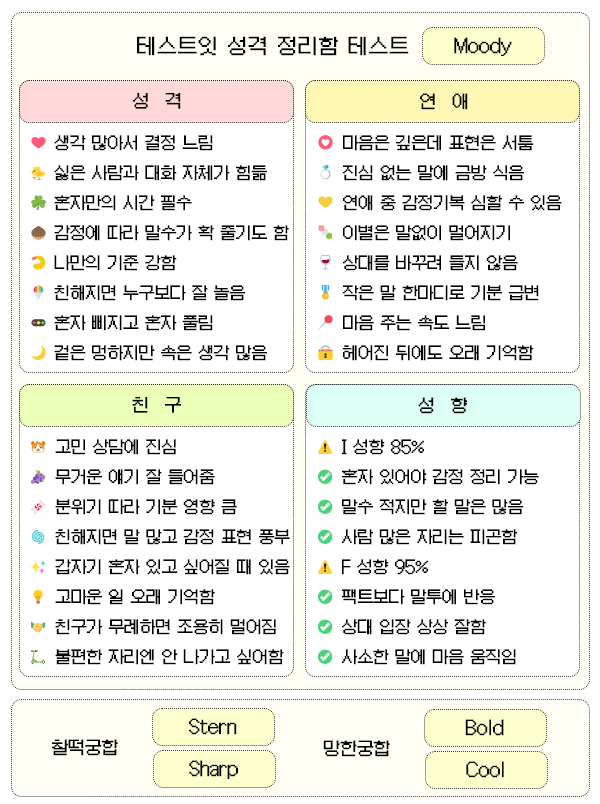 테스트잇 성격 정리함 테스트 Moody
성 격
생각 많아서 결정 느림
싫은 사람과 대화 자체가 힘듦
혼자만의 시간 필수
감정에 따라 말수가 확 줄기도 함
나만의 기준 강함
친해지면 누구보다 잘 놀음
혼자 삐지고 혼자 풀림
겉은 멍하지만 속은 생각 많음
연 애
마음은 깊은데 표현은 서툼
진심 없는 말에 금방 식음
연애 중 감정기복 심할 수 있음
이별은 말없이 멀어지기
상대를 바꾸려 들지 않음
작은 말 한마디로 기분 급변
마음 주는 속도 느림
헤어진 뒤에도 오래 기억함
친 구
고민 상담에 진심
무거운 얘기 잘 들어줌
분위기 따라 기분 영향 큼
친해지면 말 많고 감정 표현 풍부
갑자기 혼자 있고 싶어질 때 있음
고마운 일 오래 기억함
친구가 무례하면 조용히 멀어짐
불편한 자리엔 안 나가고 싶어함
성 향
I 성향 85%
혼자 있어야 감정 정리 가능
말수 적지만 할 말은 많음
사람 많은 자리는 피곤함
F 성향 95%
팩트보다 말투에 반응
상대 입장 상상 잘함
사소한 말에 마음 움직임
찰떡궁합
Stern
Sharp
망한궁합
Bold
Cool